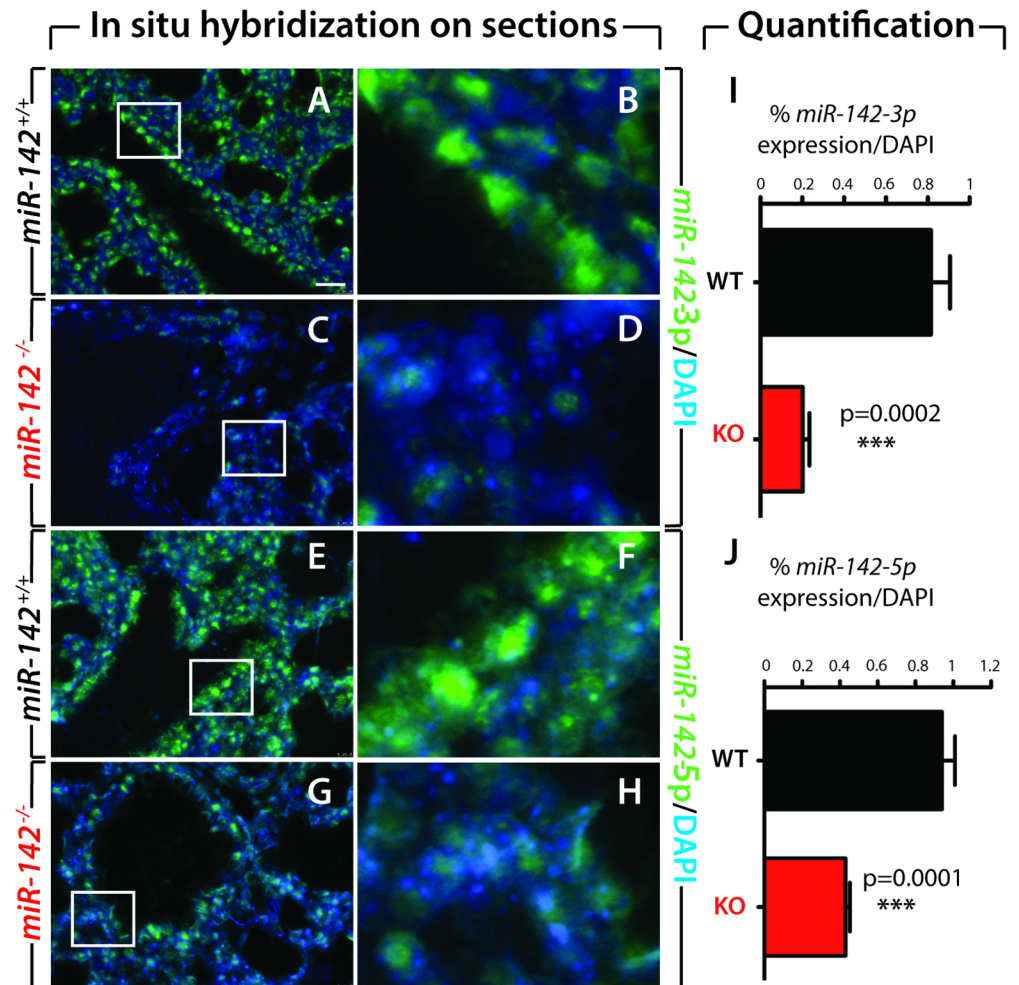 In situ hybridization on sections
Quantification
miR-142+/+
miR-142 -/-
miR-142+/+
miR-142-/-
A
B
C
D
E
F
G
H
miR-142-3p/DAPI
miR-142-5p/DAPI
I
% miR-142-3p
expression/DAPI
0 0.2 0.4 0.6 0.8 1
WT
KO
p=0.0002
***
J
% miR-142-5p
expression/DAPI
0 0.2 0.4 0.6 0.8 1 1.2
WT
KO
p=0.0001
***